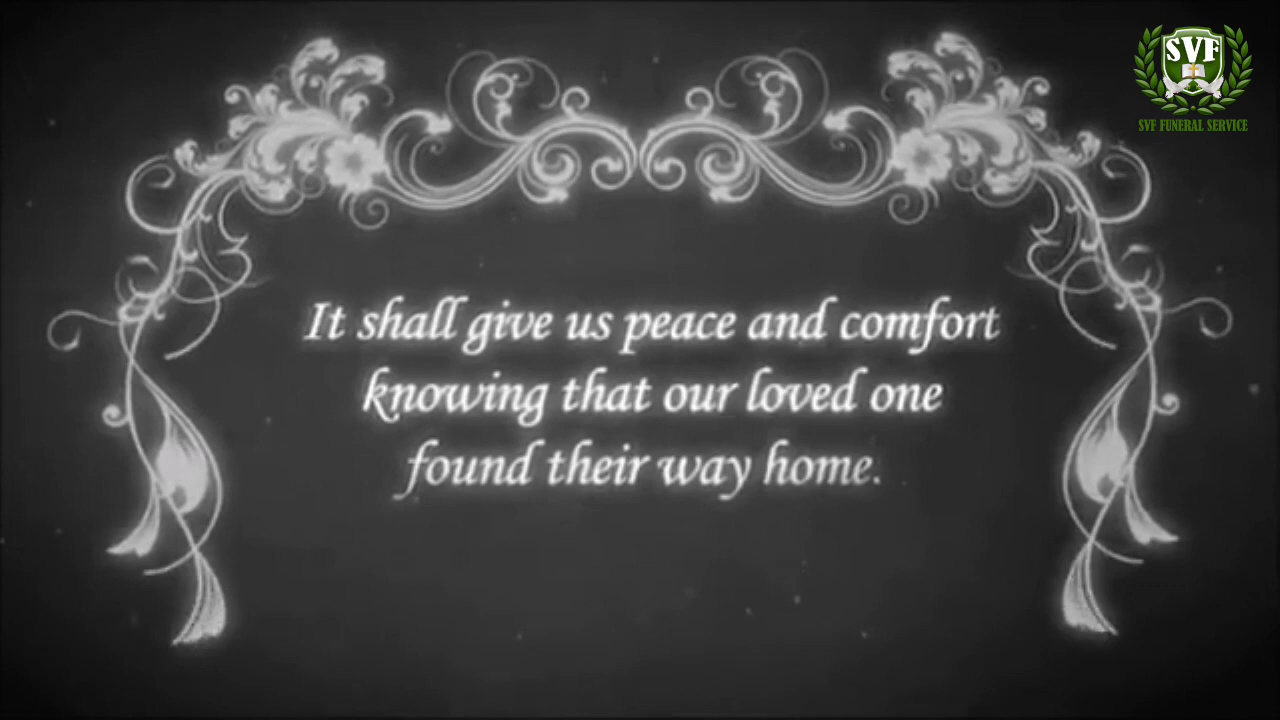 SVF
SVF FUNERAL SERVICE
It shall give us peace and comfort
knowing that our loved one
found their way home.